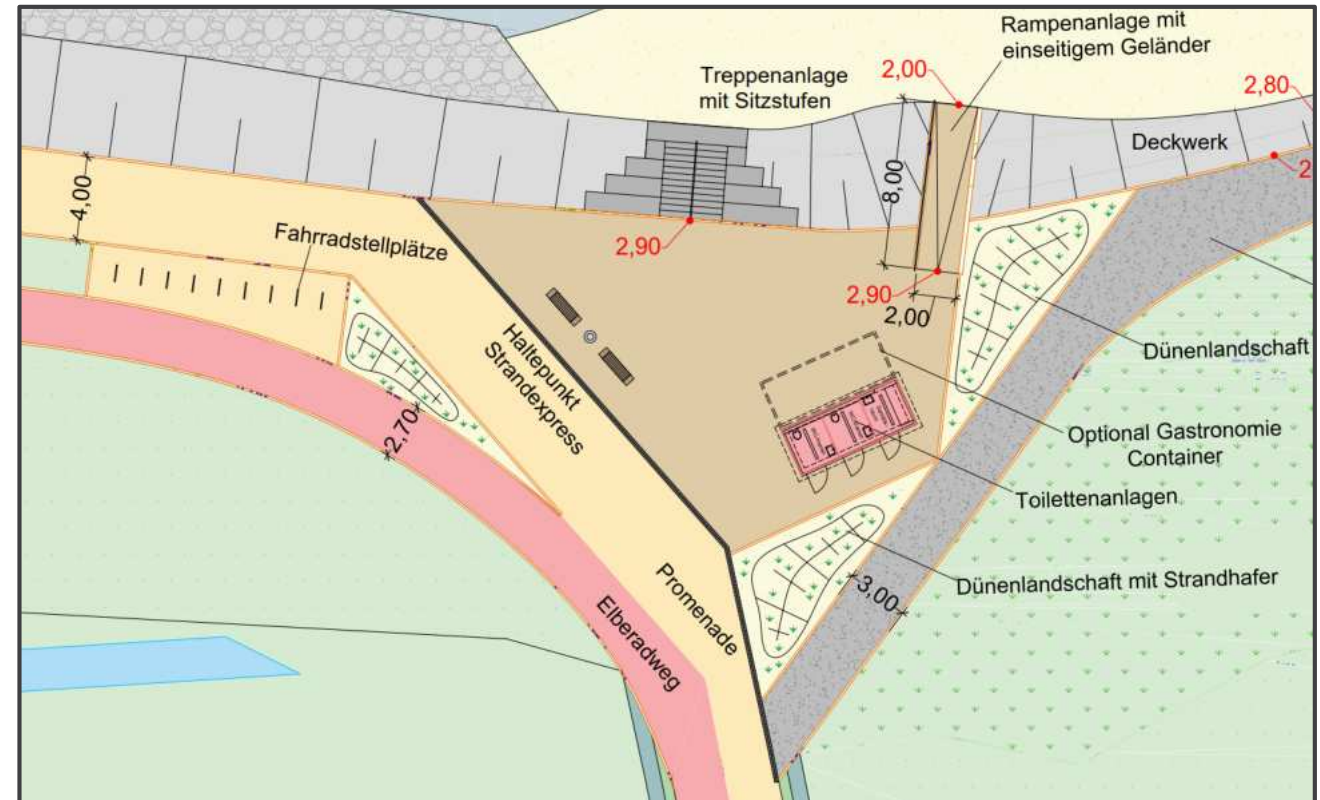 Rampenanlage mit
einseitigem Geländer
Treppenanlage
mit Sitzstufen
2,00
2,80
Deckwerk
4,00
8,00
Fahrradstellplätze
2,90
2,90
2,00
Haltepunkt
Strandexpress
Dünenlandschaft
2,70
Optional Gastronomie
Container
Toilettenanlagen
Promenade
Dünenlandschaft mit Strandhafer
3,00
Elberadweg